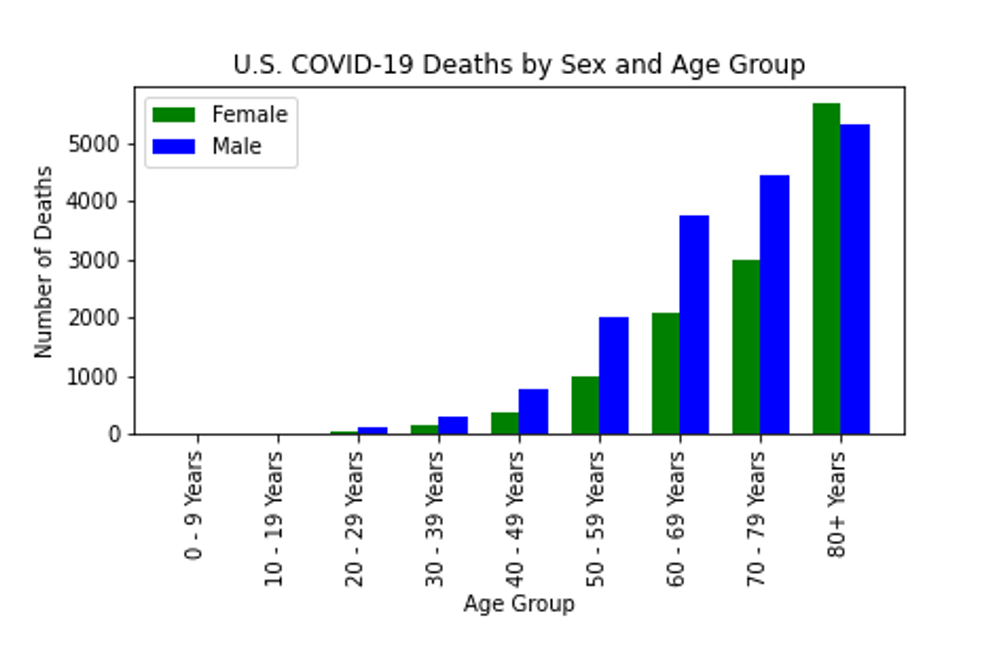 U.S. COVID-19 Deaths by Sex and Age Group
Female
Male
Number of Deaths
5000
4000
3000
2000
1000
0
0 - 9 Years
10 - 19 Years
20 - 29 Years
30 - 39 Years
40 - 49 Years
50 - 59 Years
60 - 69 Years
70 - 79 Years
80+ Years
Age Group